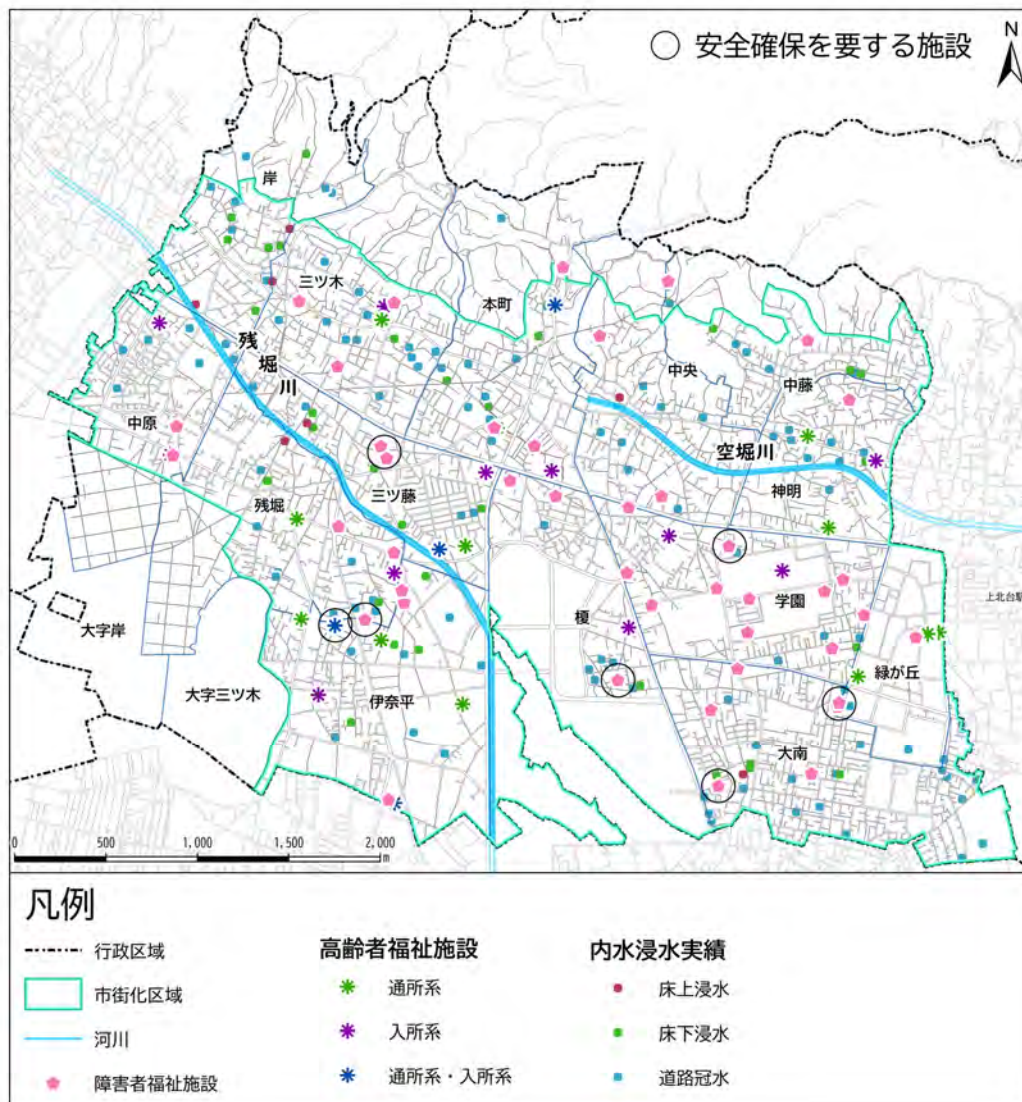 安全確保を要する施設
N
岸
三ツ木
本町
残堀川
中央
中藤
中原
空堀川
三ツ藤
神明
残堀
学園
上北台駅
榎
大字岸
緑が丘
大字三ツ木
伊奈平
大南
0 500 1,000 1,500 2,000
m
凡例
行政区域
市街化区域
河川
障害者福祉施設
高齢者福祉施設
通所系
入所系
通所系・入所系
内水浸水実績
床上浸水
床下浸水
道路冠水